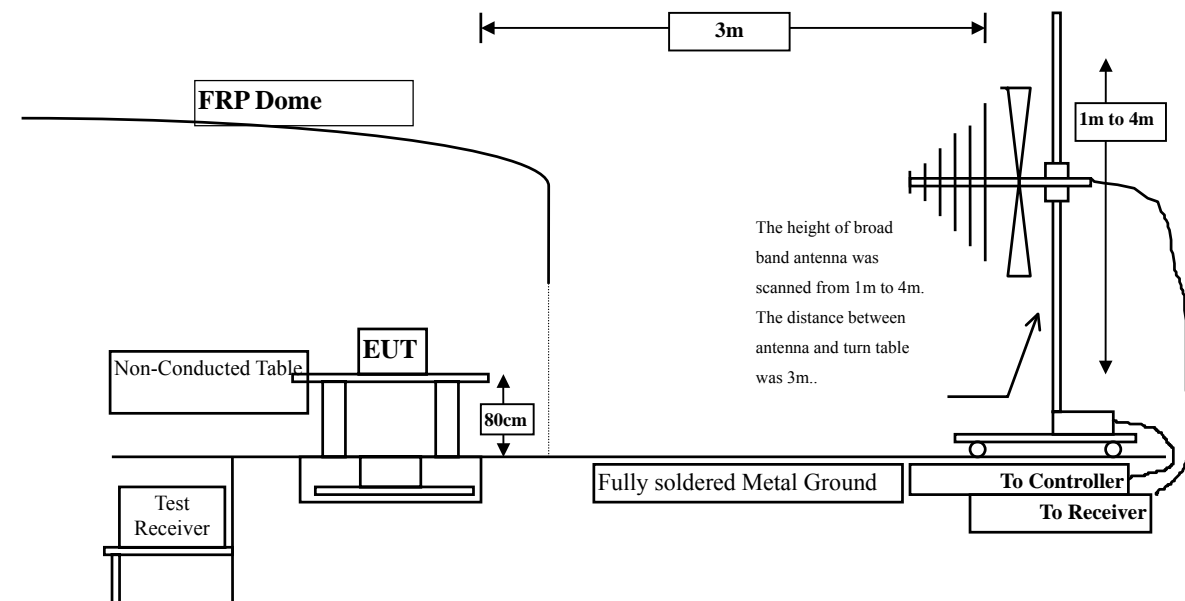 3m
FRP Dome
1m to 4m
The height of broad
band antenna was
scanned from 1m to 4m.
The distance between
antenna and turn table
was 3m..
EUT
Non-Conducted Table
80cm
Fully soldered Metal Ground
To Controller
To Receiver
Test
Receiver